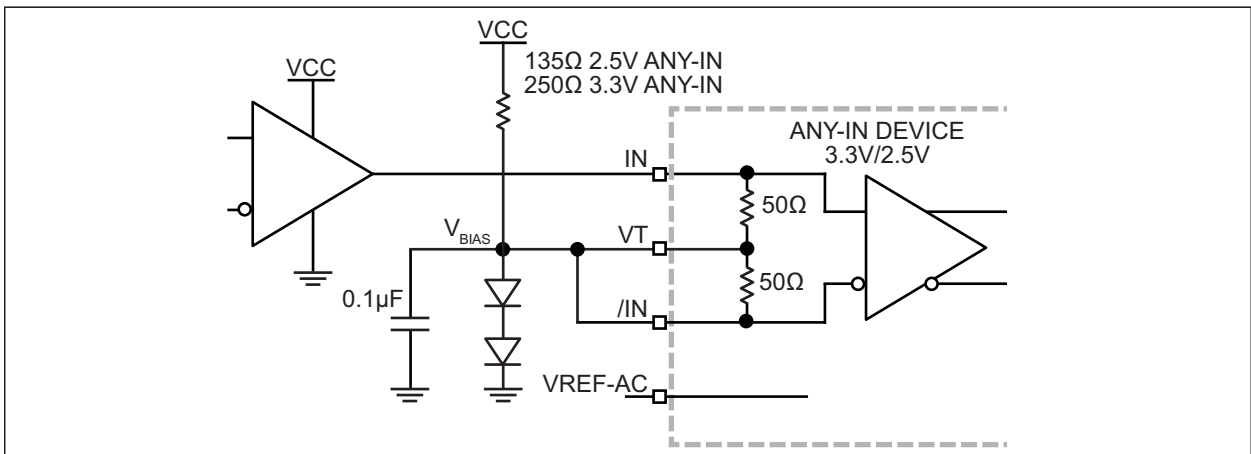 VCC
135Ω 2.5V ANY-IN
250Ω 3.3V ANY-IN
VCC
ANY-IN DEVICE
3.3V/2.5V
IN
50Ω
VBIAS
VT
50Ω
0.1µF
/IN
VREF-AC